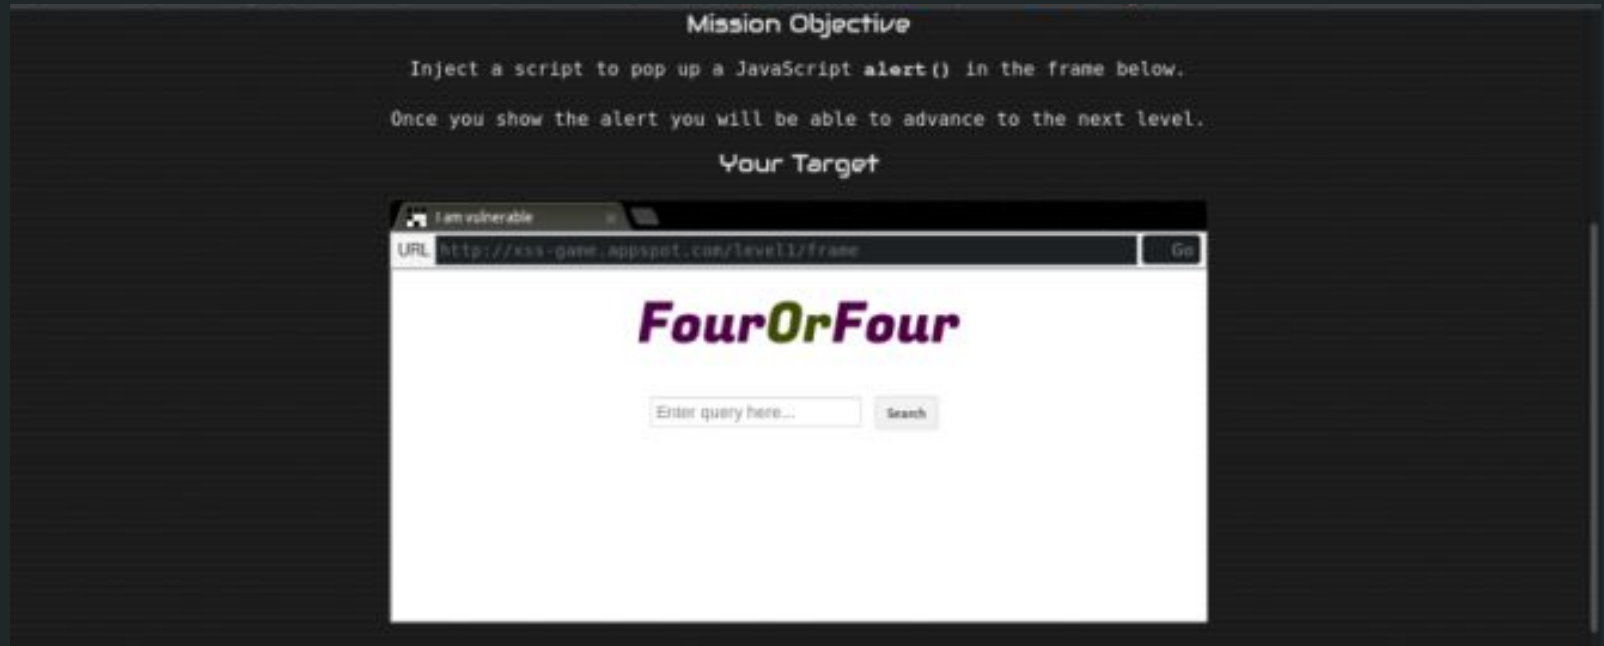 Mission Objective
Inject a script to pop up a JavaScript alert() in the frame below.
Once you show the alert you will be able to advance to the next level.
Your Target
I am vulnerable
URL http://xss-game.appspot.com/level1/frame Go
FourOrFour
Enter query here... Search